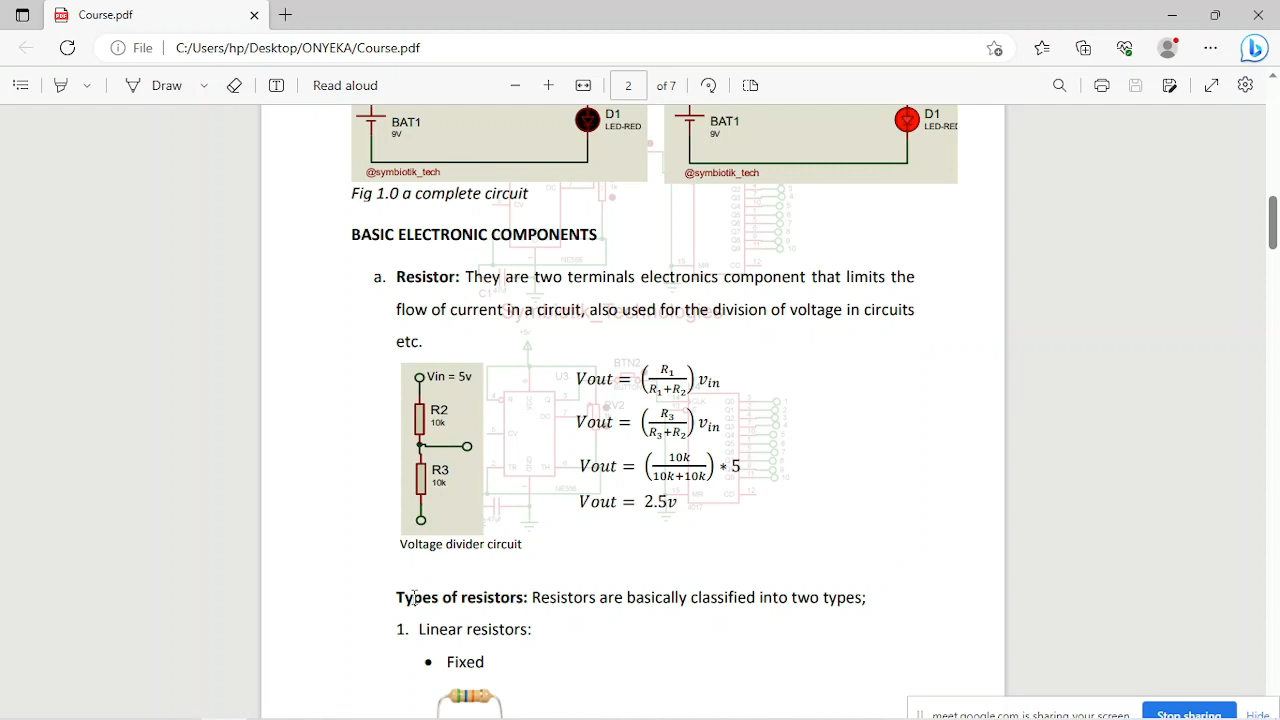 Course.pdf
File
C:/Users/hp/Desktop/ONYEKA/Course.pdf
Draw
Read aloud
2
of 7
BAT1
9V
D1
LED-RED
@symbiotik_tech
BAT1
9V
D1
LED-RED
@symbiotik_tech
Fig 1.0 a complete circuit
BASIC ELECTRONIC COMPONENTS
a. Resistor: They are two terminals electronics component that limits the
flow of current in a circuit, also used for the division of voltage in circuits
etc.
Symbiotik_Technologies
Vin = 5v
R2
10k
R3
10k
Vout = (R₁/(R₁+R₂)) vᵢₙ
Vout = (R₃/(R₃+R₂)) vᵢₙ
Vout = (10k/(10k+10k)) * 5
Vout = 2.5v
Voltage divider circuit
BTN2
U3
NE555
Types of resistors: Resistors are basically classified into two types;
1. Linear resistors:
• Fixed
meet.google.com is sharing your screen.
Stop sharing
Hide